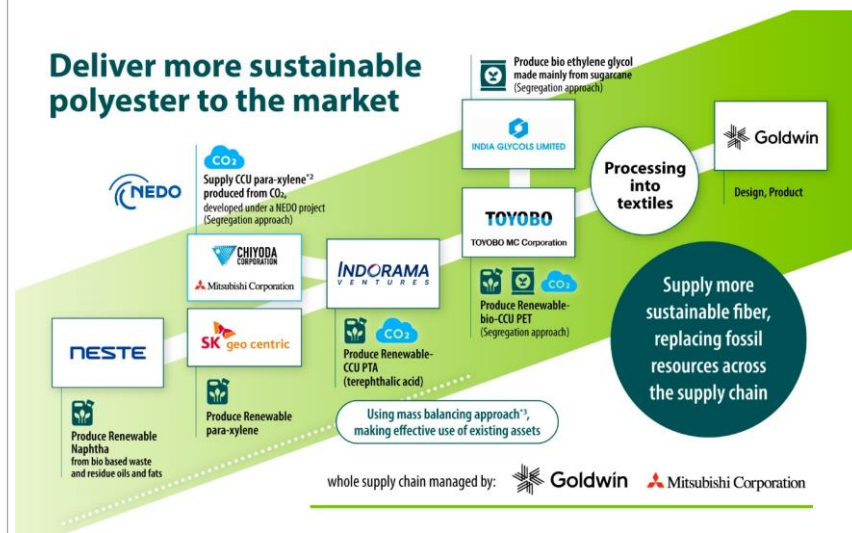 Deliver more sustainable
polyester to the market
NEDO
CO₂
Supply CCU para-xylene*²
produced from CO₂,
developed under a NEDO project
(Segregation approach)
CHIYODA
CORPORATION
Mitsubishi Corporation
NESTE
Produce Renewable
Naphtha
from bio based waste
and residue oils and fats
SK geo centric
Produce Renewable
para-xylene
INDORAMA
VENTURES
CO₂
Produce Renewable-
CCU PTA
(terephthalic acid)
Produce bio ethylene glycol
made mainly from sugarcane
(Segregation approach)
INDIA GLYCOLS LIMITED
TOYOBO
TOYOBO MC Corporation
CO₂
Produce Renewable-
bio-CCU PET
(Segregation approach)
Processing
into
textiles
Goldwin
Design, Product
Supply more
sustainable fiber,
replacing fossil
resources across
the supply chain
Using mass balancing approach*³,
making effective use of existing assets
whole supply chain managed by: Goldwin Mitsubishi Corporation